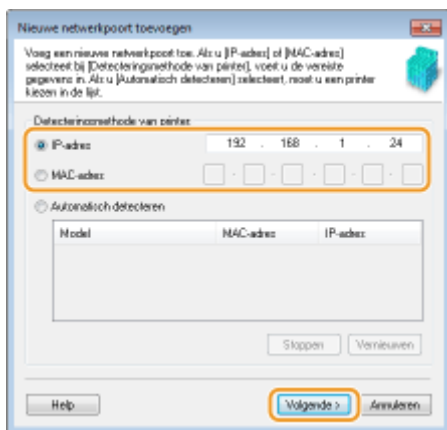 Nieuwe netwerkpoort toevoegen
Voeg een nieuwe netwerkpoort toe. Als u [IP-adres] of [MAC-adres]
selecteert bij [Detecteringsmethode van printer], voert u de vereiste
gegevens in. Als u [Automatisch detecteren] selecteert, moet u een printer
kiezen in de lijst.
Detecteringsmethode van printer
IP-adres 192 . 168 . 1 . 24
MAC-adres - - - - -
Automatisch detecteren
Model MAC-adres IP-adres
Stoppen Vernieuwen
Help Volgende > Annuleren